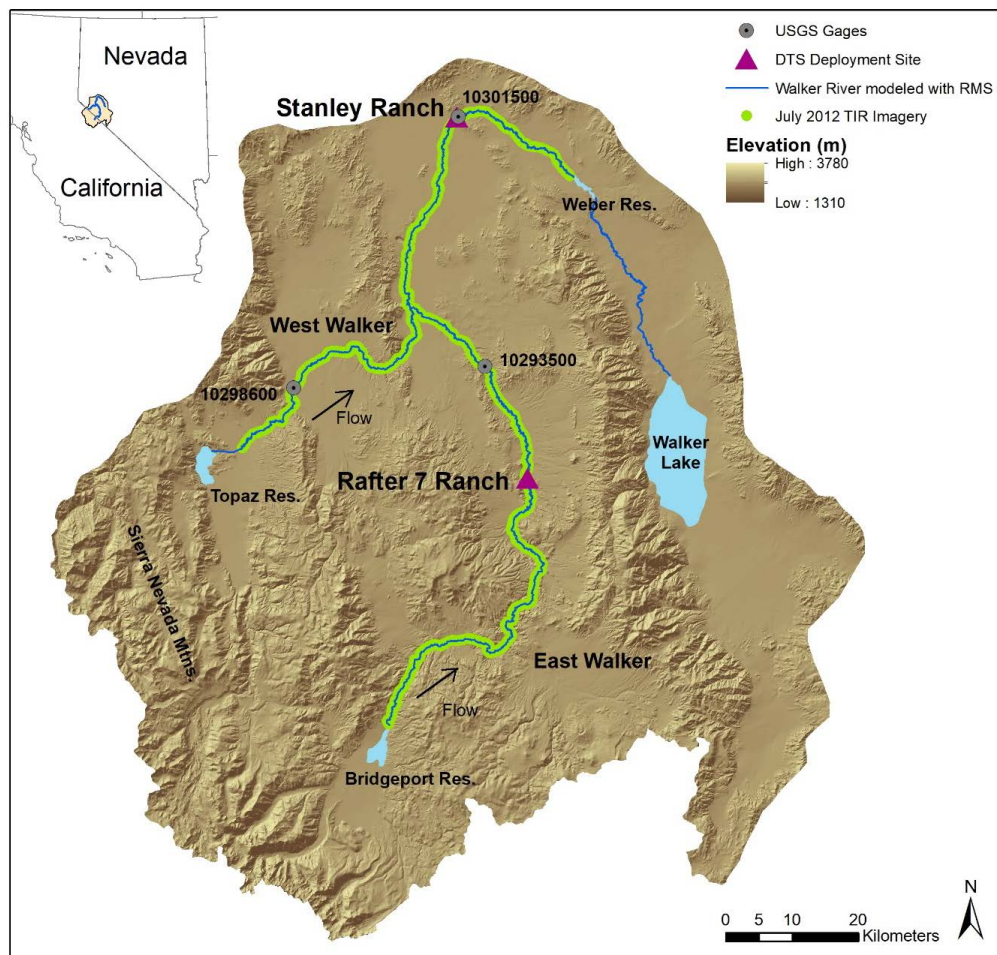 Nevada
California
USGS Gages
DTS Deployment Site
Walker River modeled with RMS
July 2012 TIR Imagery
Elevation (m)
High : 3780
Low : 1310
10301500
Stanley Ranch
Weber Res.
West Walker
10293500
10298600
Flow
Walker
Lake
Rafter 7 Ranch
Topaz Res.
Sierra Nevada Mtns.
East Walker
Flow
Bridgeport Res.
N
0 5 10 20
Kilometers